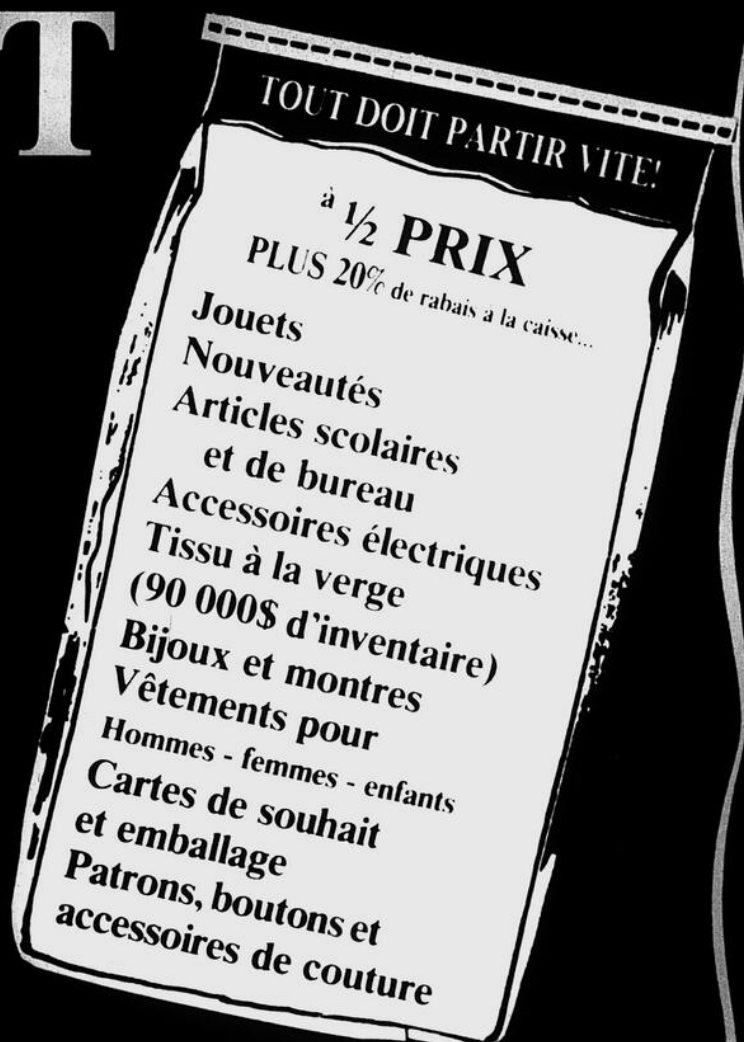 T
TOUT DOIT PARTIR VITE!
à 1/2 PRIX
PLUS 20% de rabais à la caisse...
Jouets
Nouveautés
Articles scolaires
et de bureau
Accessoires électriques
Tissu à la verge
(90 000$ d'inventaire)
Bijoux et montres
Vêtements pour
Hommes - femmes - enfants
Cartes de souhait
et emballage
Patrons, boutons et
accessoires de couture